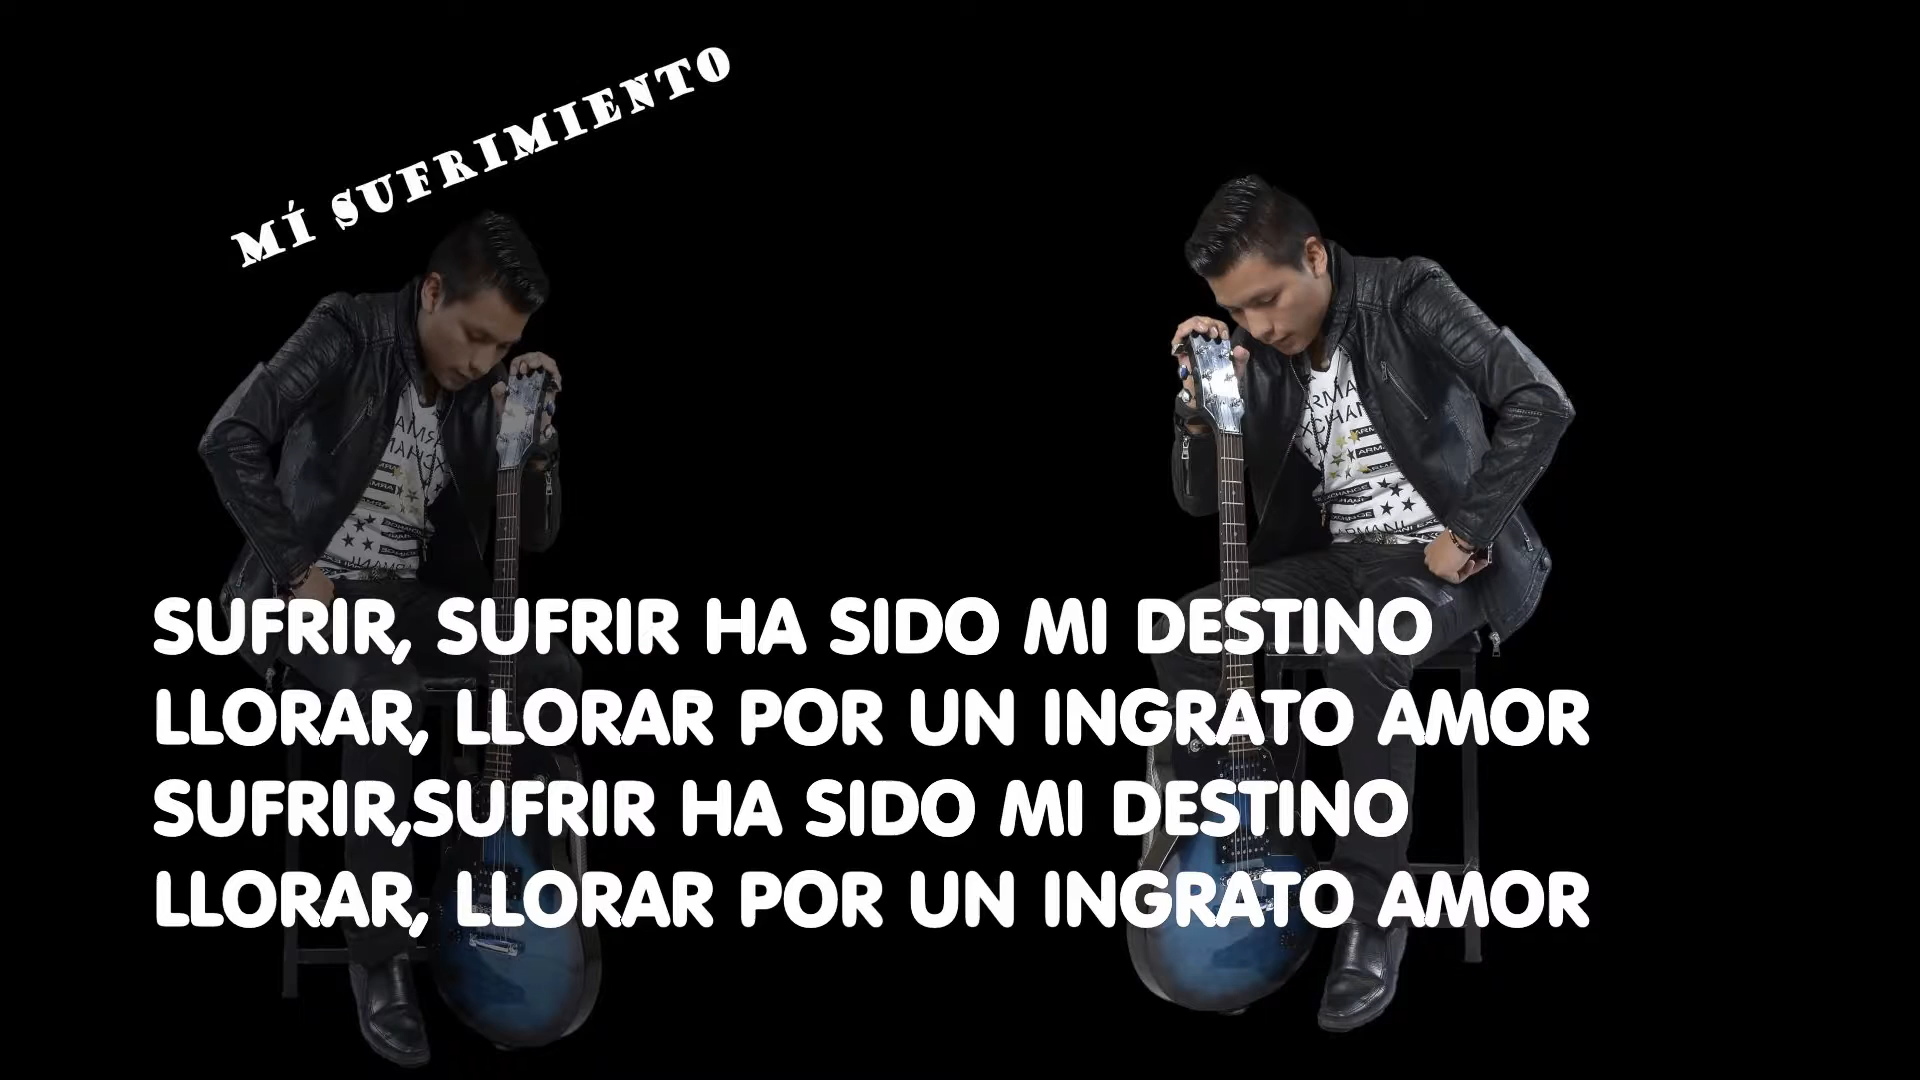 MÍ SUFRIMIENTO
SUFRIR, SUFRIR HA SIDO MI DESTINO
LLORAR, LLORAR POR UN INGRATO AMOR
SUFRIR,SUFRIR HA SIDO MI DESTINO
LLORAR, LLORAR POR UN INGRATO AMOR